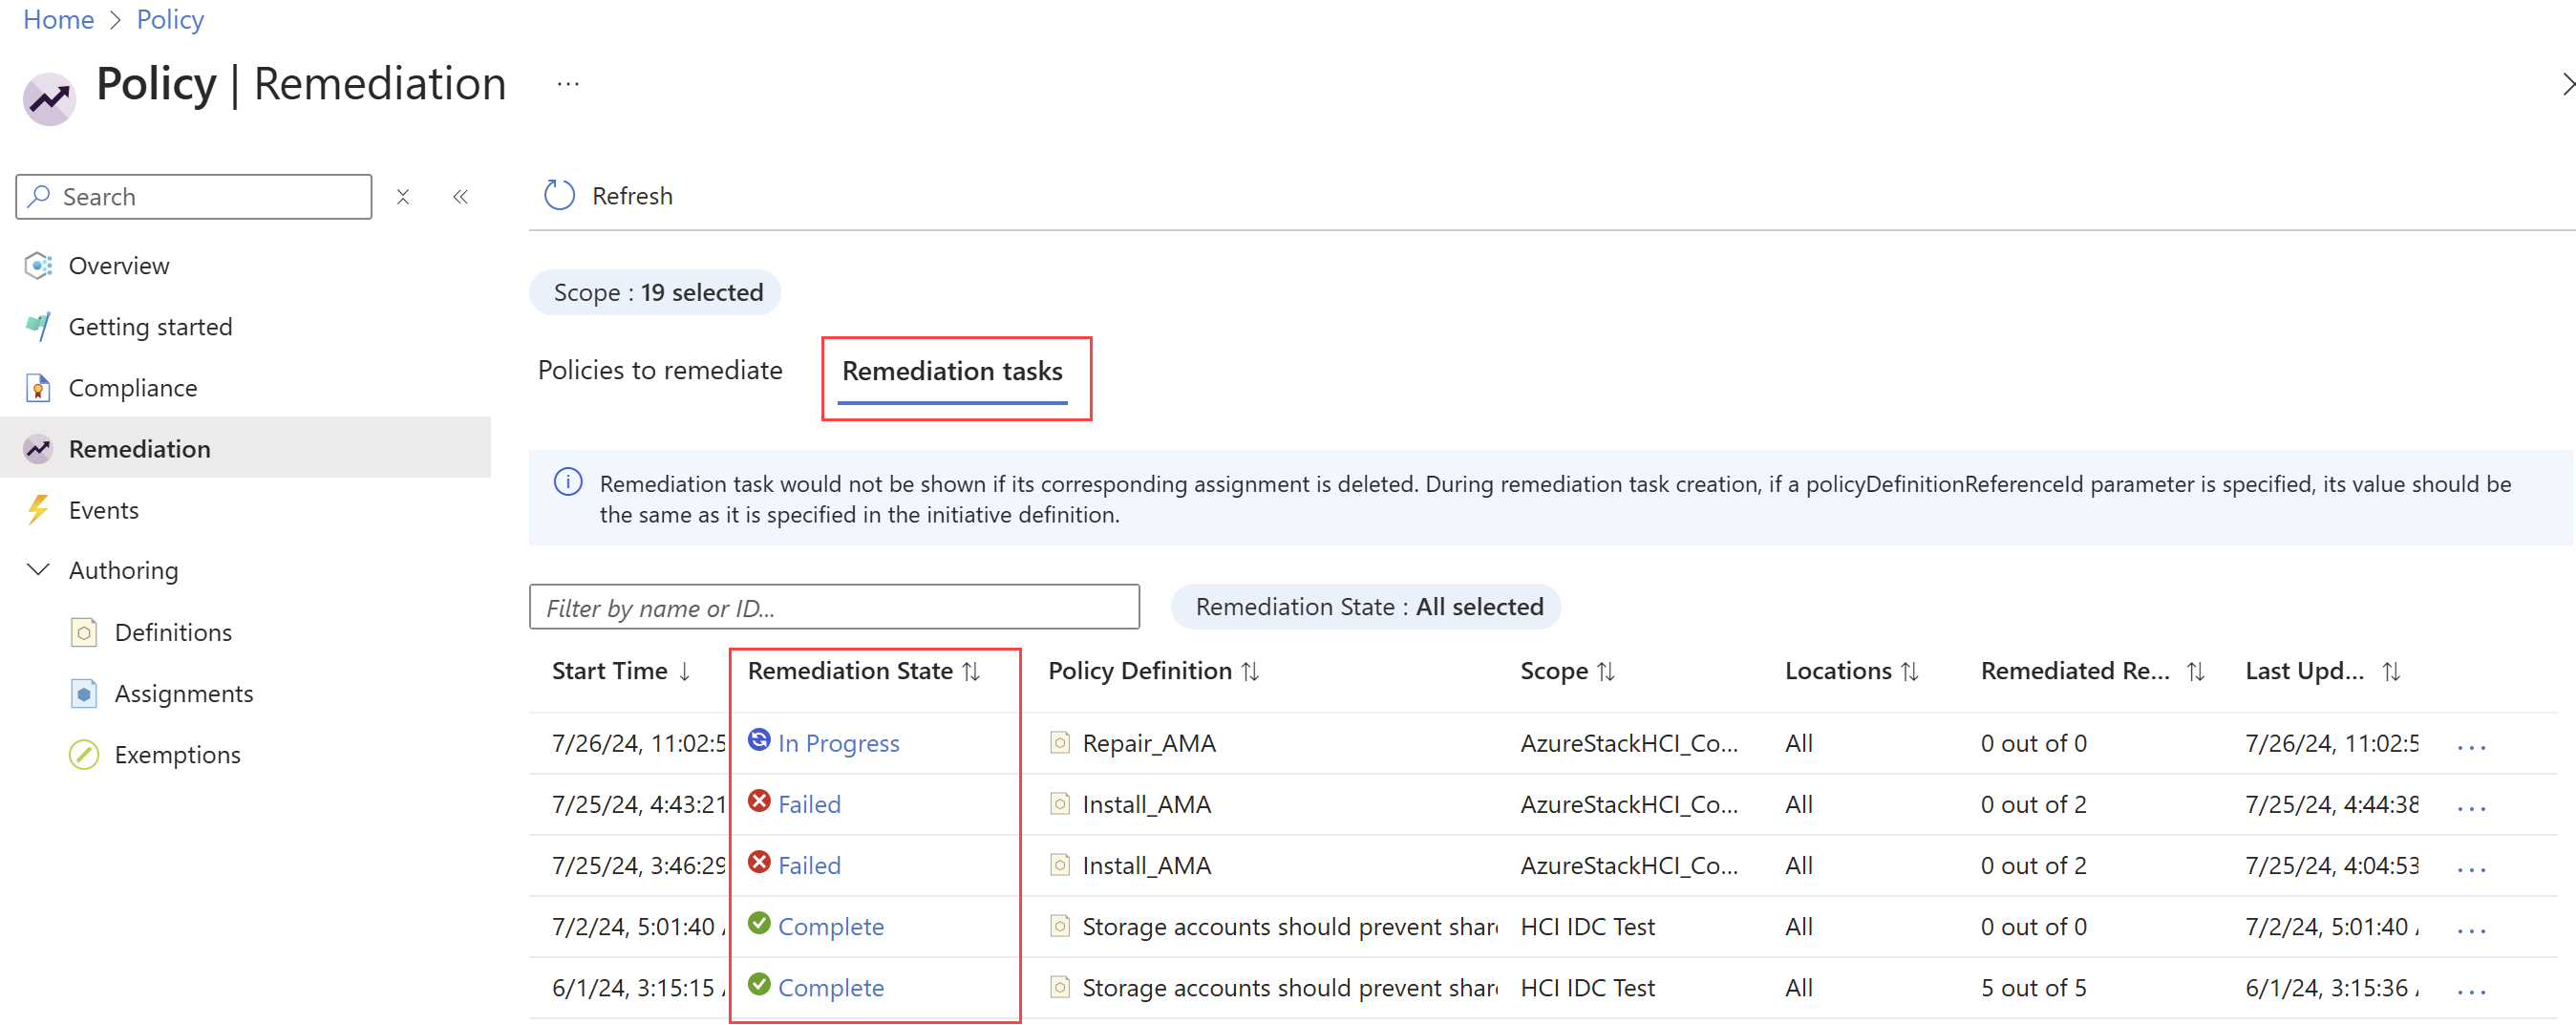 Home > Policy
Policy | Remediation ...
Search
Refresh
Overview
Getting started
Compliance
Remediation
Events
Authoring
Definitions
Assignments
Exemptions
Scope : 19 selected
Policies to remediate Remediation tasks
Remediation task would not be shown if its corresponding assignment is deleted. During remediation task creation, if a policyDefinitionReferenceId parameter is specified, its value should be
the same as it is specified in the initiative definition.
Filter by name or ID... Remediation State : All selected
Start Time ↓ Remediation State ↑↓ Policy Definition ↑↓ Scope ↑↓ Locations ↑↓ Remediated Re... ↑↓ Last Upd... ↑↓
7/26/24, 11:02:5 In Progress Repair_AMA AzureStackHCI_Co... All 0 out of 0 7/26/24, 11:02:5 ...
7/25/24, 4:43:21 Failed Install_AMA AzureStackHCI_Co... All 0 out of 2 7/25/24, 4:44:38 ...
7/25/24, 3:46:29 Failed Install_AMA AzureStackHCI_Co... All 0 out of 2 7/25/24, 4:04:53 ...
7/2/24, 5:01:40 Complete Storage accounts should prevent shar HCI IDC Test All 0 out of 0 7/2/24, 5:01:40 ...
6/1/24, 3:15:15 Complete Storage accounts should prevent shar HCI IDC Test All 5 out of 5 6/1/24, 3:15:36 ...